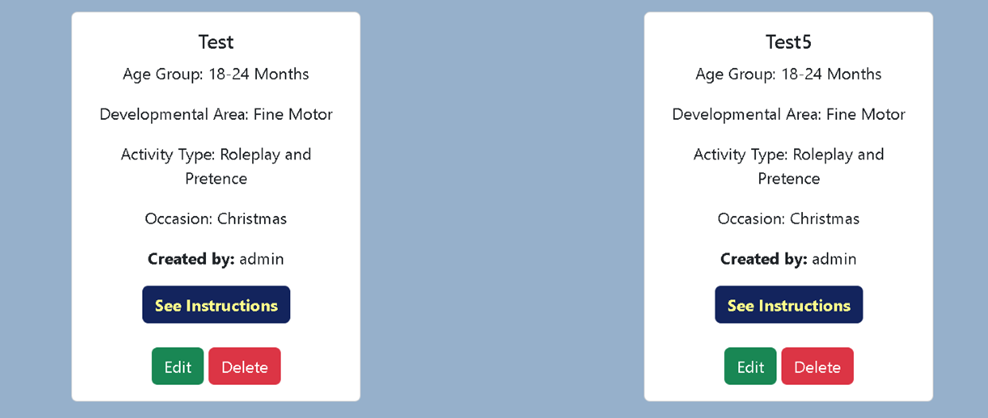 Test
Age Group: 18-24 Months
Developmental Area: Fine Motor
Activity Type: Roleplay and
Pretence
Occasion: Christmas
Created by: admin
See Instructions
Edit Delete
Test5
Age Group: 18-24 Months
Developmental Area: Fine Motor
Activity Type: Roleplay and
Pretence
Occasion: Christmas
Created by: admin
See Instructions
Edit Delete